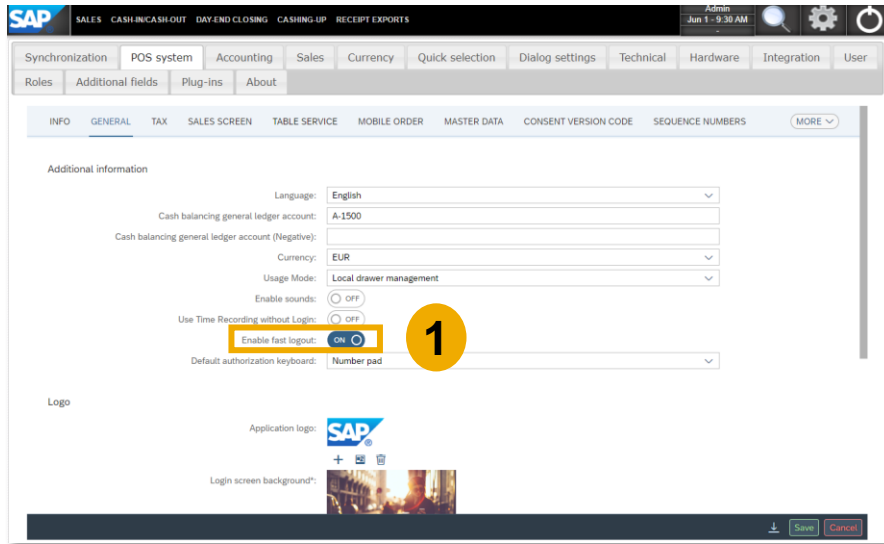 SAP SALES CASH-IN/CASH-OUT DAY-END CLOSING CASHING-UP RECEIPT EXPORTS
Admin
Jun 1 - 9:30 AM
-
Synchronization POS system Accounting Sales Currency Quick selection Dialog settings Technical Hardware Integration User
Roles Additional fields Plug-ins About
INFO GENERAL TAX SALES SCREEN TABLE SERVICE MOBILE ORDER MASTER DATA CONSENT VERSION CODE SEQUENCE NUMBERS MORE
Additional information
Language: English
Cash balancing general ledger account: A-1500
Cash balancing general ledger account (Negative):
Currency: EUR
Usage Mode: Local drawer management
Enable sounds: OFF
Use Time Recording without Login: OFF
Enable fast logout: ON
1
Default authorization keyboard: Number pad
Logo
Application logo: SAP®
Login screen background*:
Save Cancel